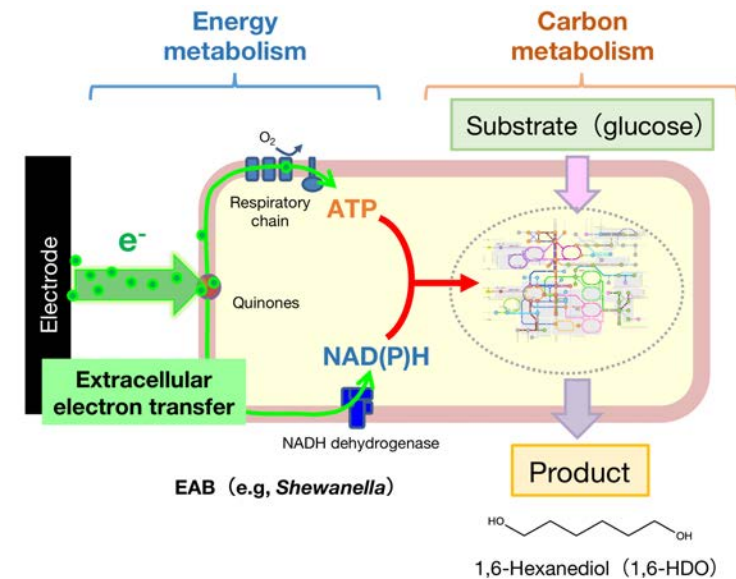 Energy
metabolism
Carbon
metabolism
Substrate（glucose）
O2
Respiratory
chain
ATP
Electrode
e-
Quinones
NAD(P)H
Extracellular
electron transfer
NADH dehydrogenase
EAB（e.g, Shewanella）
Product
HO
OH
1,6-Hexanediol（1,6-HDO）